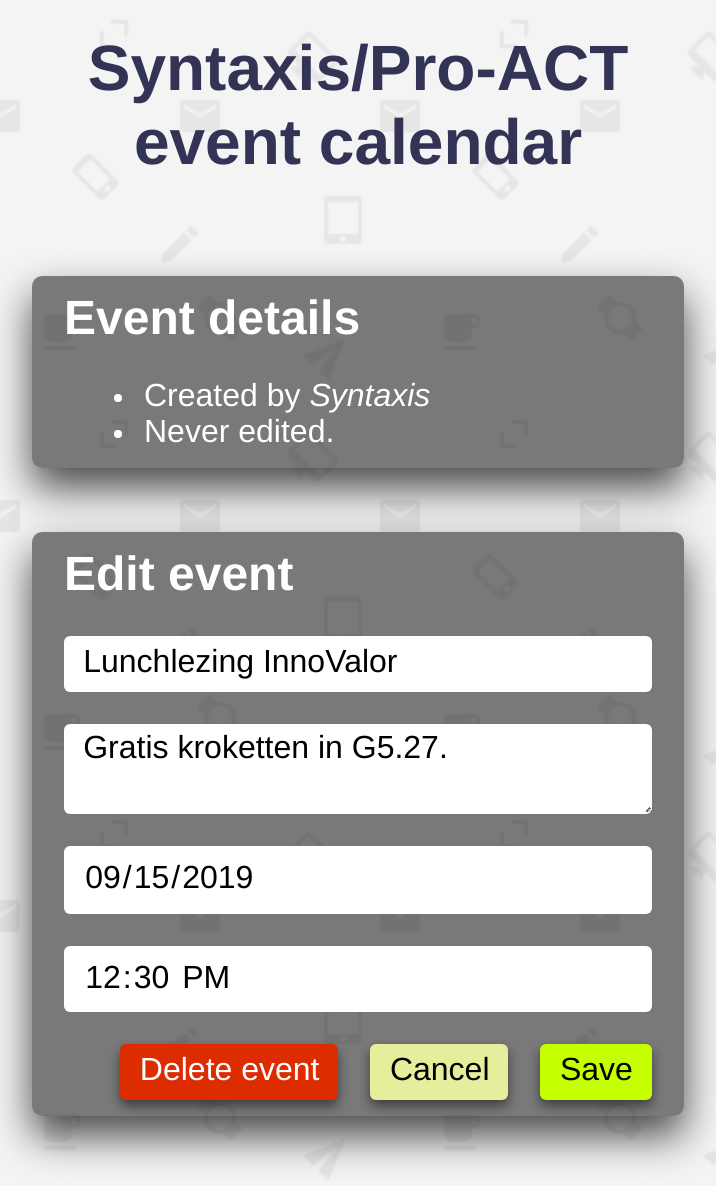 Syntaxis/Pro-ACT
event calendar
Event details
• Created by Syntaxis
• Never edited.
Edit event
Lunchlezing InnoValor
Gratis kroketten in G5.27.
09/15/2019
12:30 PM
Delete event Cancel Save